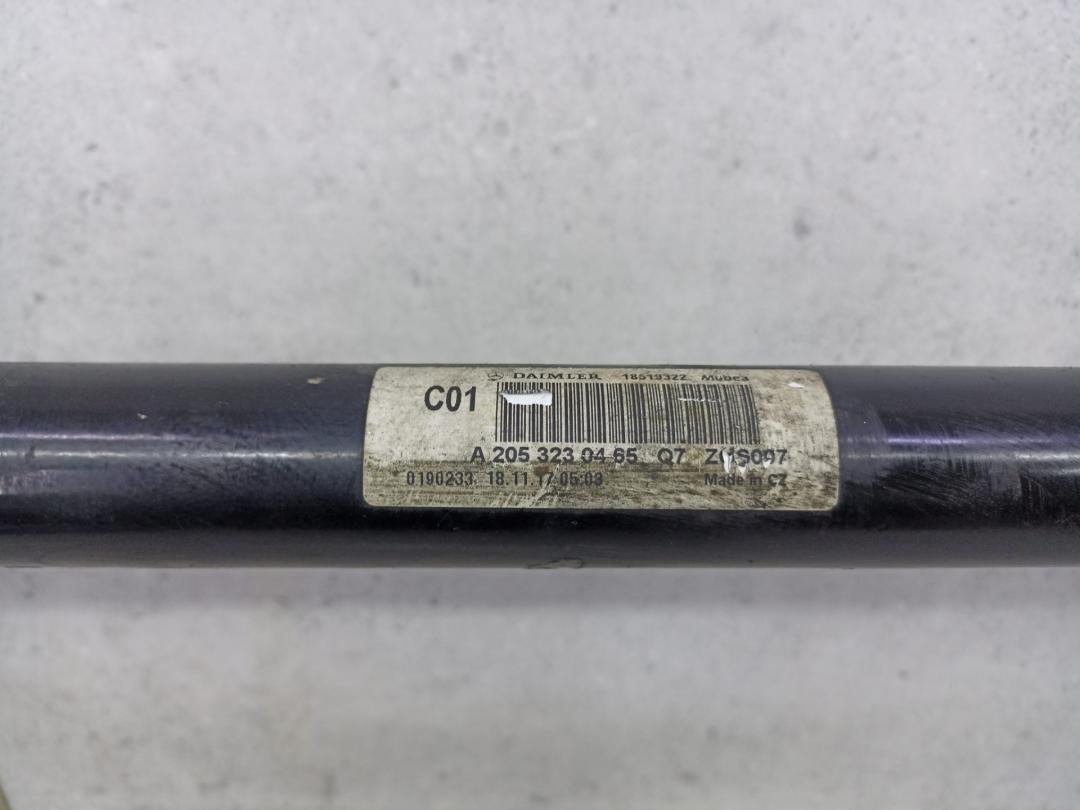 DAIMLER 18519322 Mubea
C01
A 205 323 04 65 Q7
0190233 18.11.17 05:03 Made in CZ